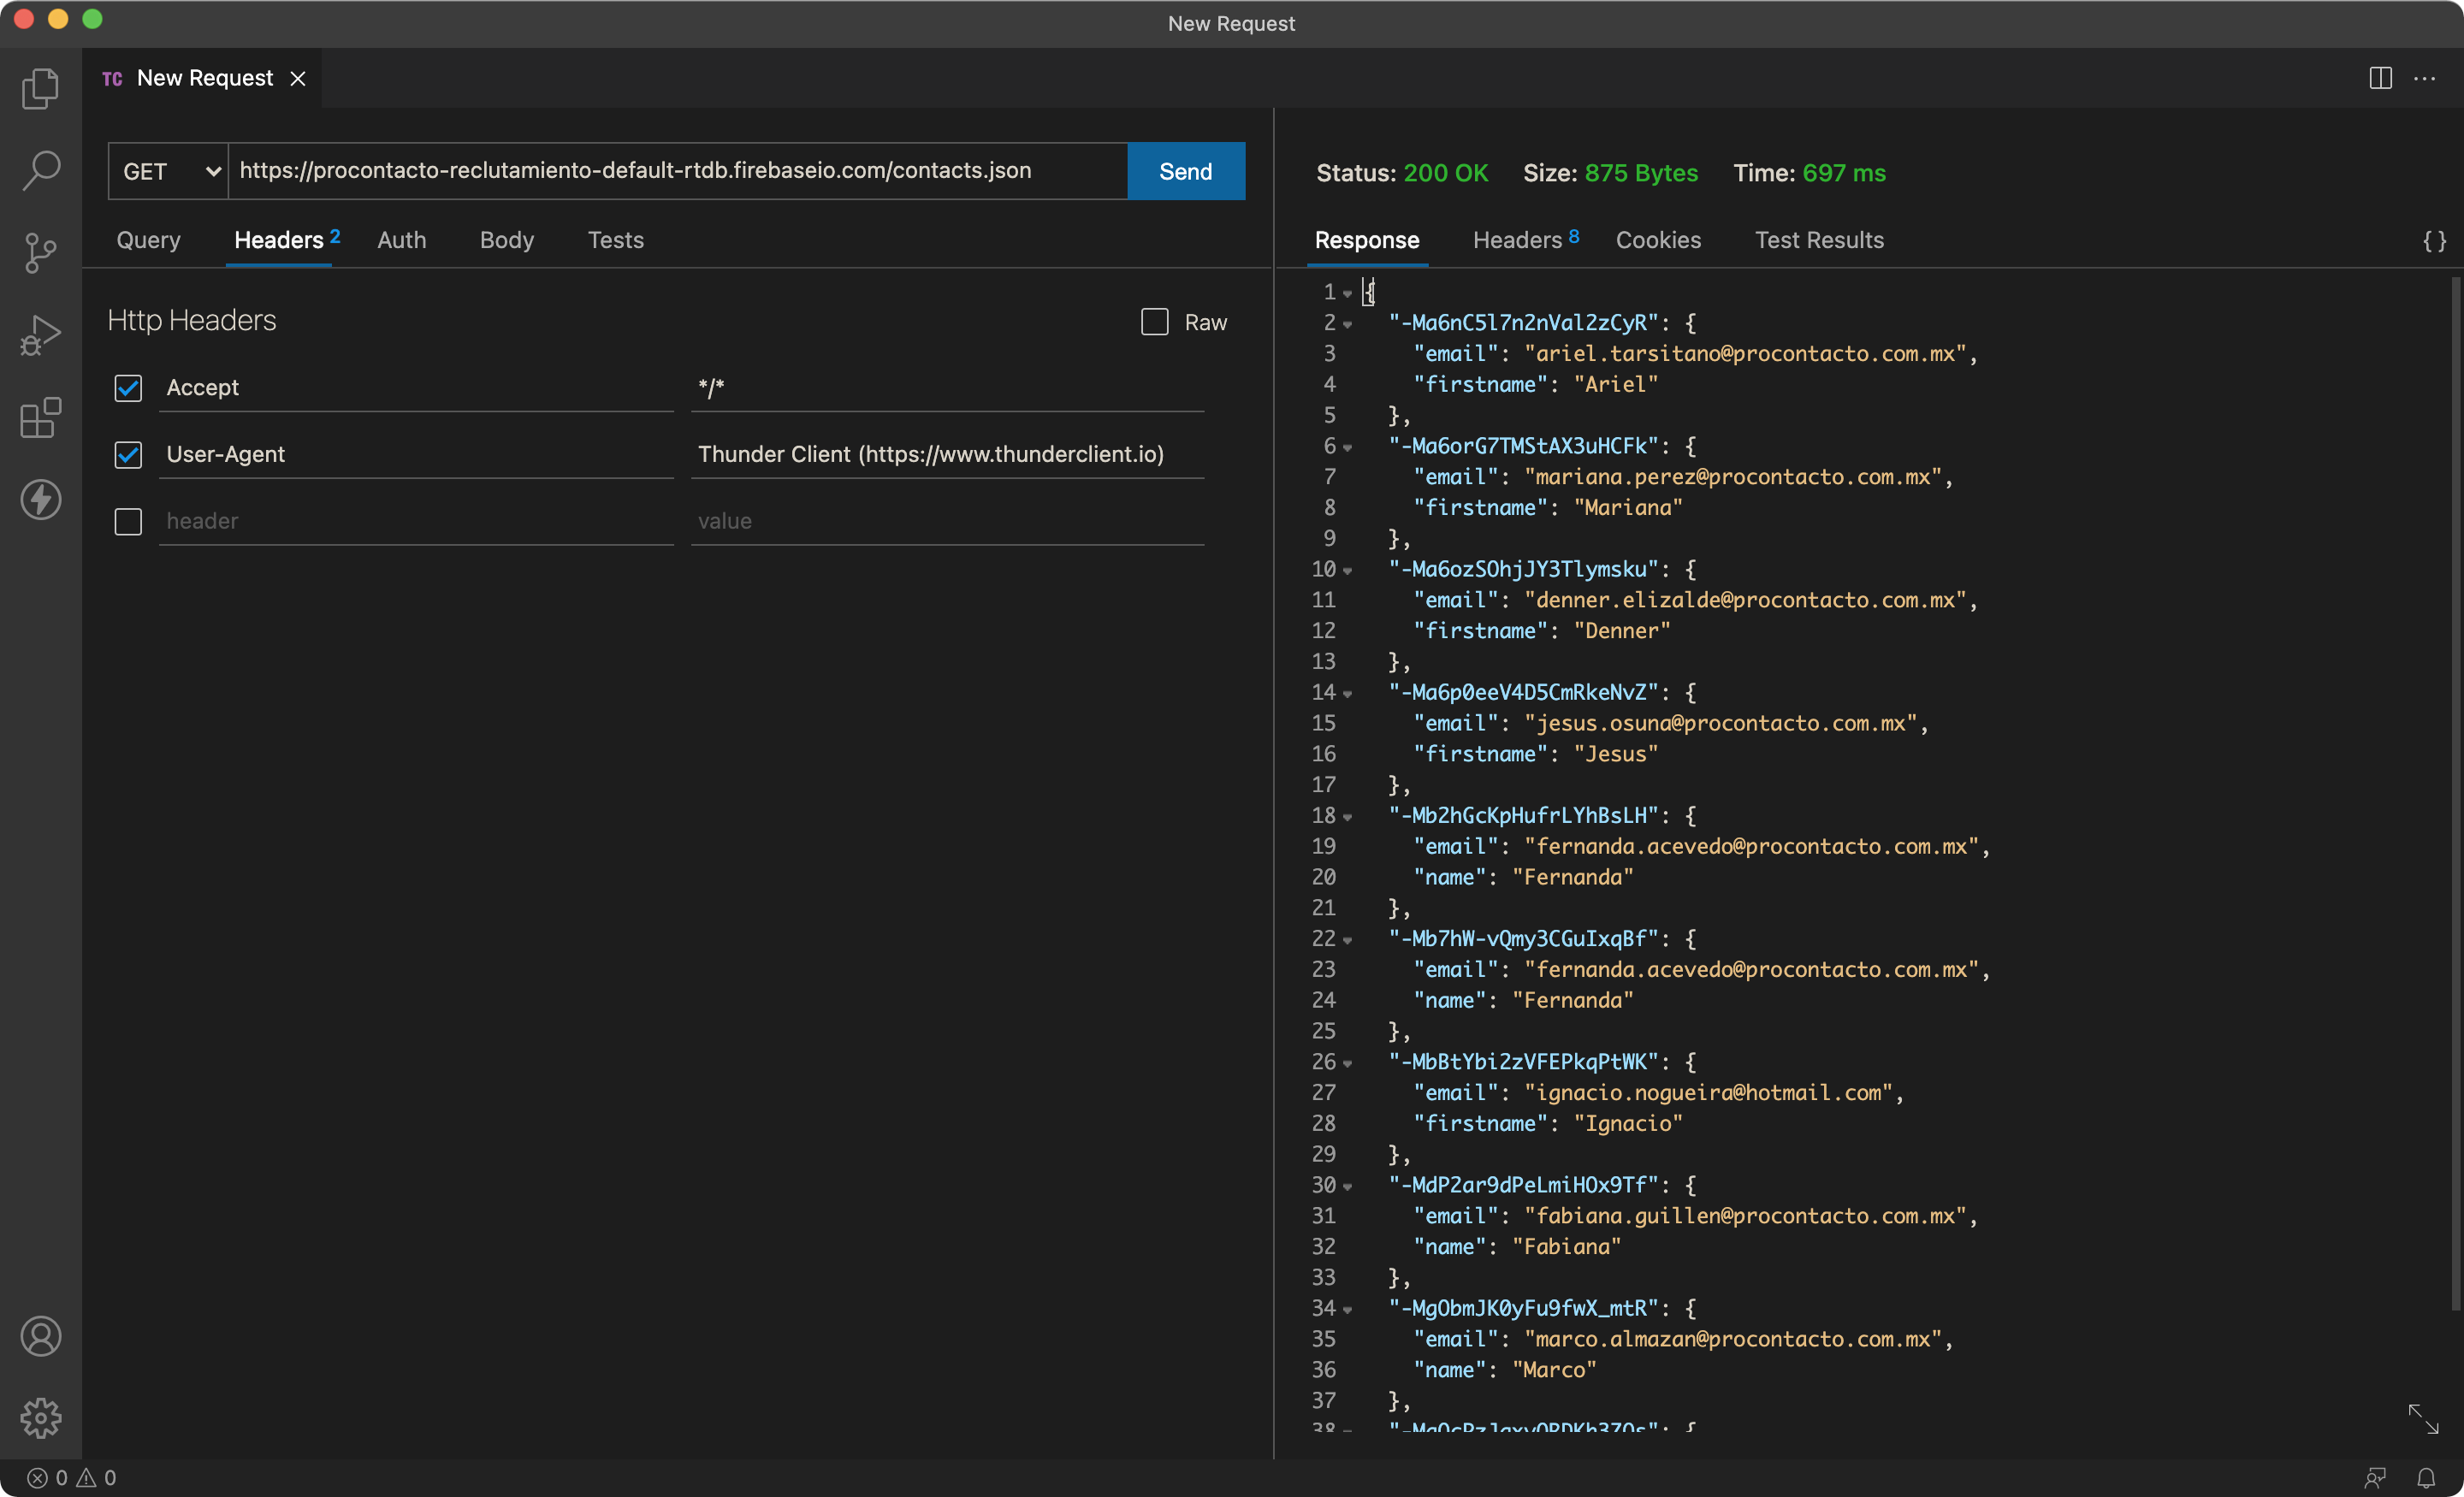 New Request
TC New Request
GET https://procontacto-reclutamiento-default-rtdb.firebaseio.com/contacts.json Send
Query Headers 2 Auth Body Tests
Http Headers Raw
Accept */*
User-Agent Thunder Client (https://www.thunderclient.io)
header value
Status: 200 OK Size: 875 Bytes Time: 697 ms
Response Headers 8 Cookies Test Results {}
1 {
2 "-Ma6nC5l7n2nVal2zCyR": {
3 "email": "ariel.tarsitano@procontacto.com.mx",
4 "firstname": "Ariel"
5 },
6 "-Ma6orG7TMStAX3uHCFk": {
7 "email": "mariana.perez@procontacto.com.mx",
8 "firstname": "Mariana"
9 },
10 "-Ma6ozSOhjJY3Tlymsku": {
11 "email": "denner.elizalde@procontacto.com.mx",
12 "firstname": "Denner"
13 },
14 "-Ma6p0eeV4D5CmRkeNvZ": {
15 "email": "jesus.osuna@procontacto.com.mx",
16 "firstname": "Jesus"
17 },
18 "-Mb2hGcKpHufrLYhBsLH": {
19 "email": "fernanda.acevedo@procontacto.com.mx",
20 "name": "Fernanda"
21 },
22 "-Mb7hW-vQmy3CGuIxqBf": {
23 "email": "fernanda.acevedo@procontacto.com.mx",
24 "name": "Fernanda"
25 },
26 "-MbBtYbi2zVFEPkqPtWK": {
27 "email": "ignacio.nogueira@hotmail.com",
28 "firstname": "Ignacio"
29 },
30 "-MdP2ar9dPeLmiHOx9Tf": {
31 "email": "fabiana.guillen@procontacto.com.mx",
32 "name": "Fabiana"
33 },
34 "-MgObmJK0yFu9fwX_mtR": {
35 "email": "marco.almazan@procontacto.com.mx",
36 "name": "Marco"
37 },
38
0 0